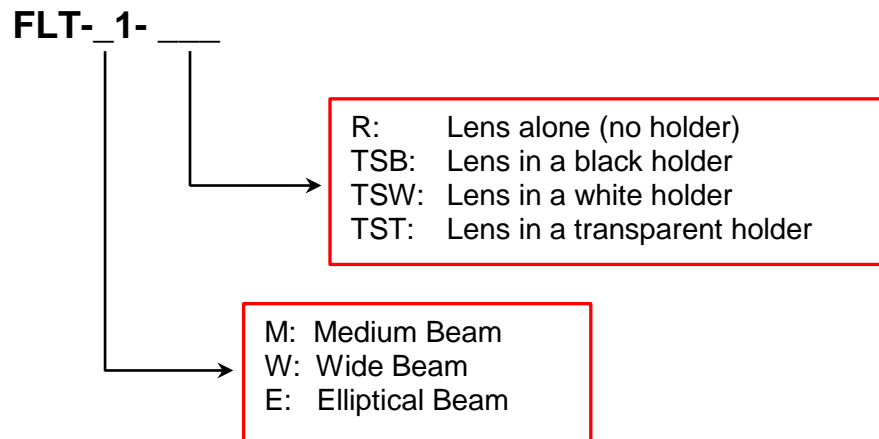 FLT-_1- ___
R: Lens alone (no holder)
TSB: Lens in a black holder
TSW: Lens in a white holder
TST: Lens in a transparent holder
M: Medium Beam
W: Wide Beam
E: Elliptical Beam